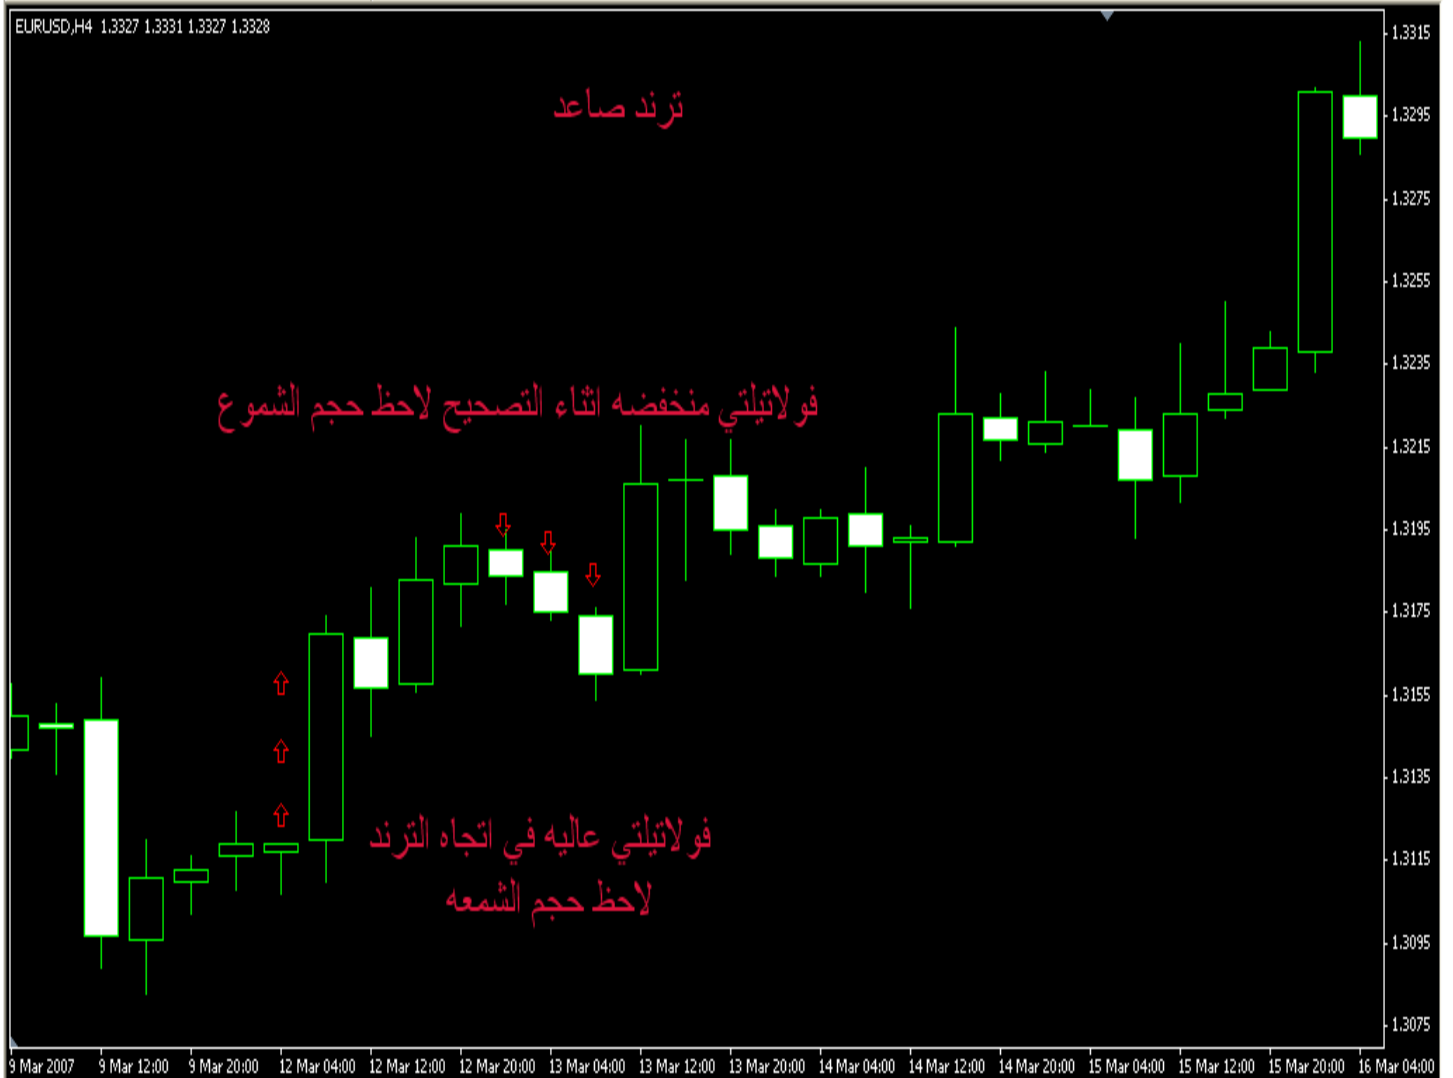 EURUSD,H4 1.3327 1.3331 1.3327 1.3328
ترند صاعد
فولاتيلتي منخفضه اثناء التصحيح لاحظ حجم الشموع
فولاتيلتي عاليه في اتجاه الترند
لاحظ حجم الشمعه
1.3315
1.3295
1.3275
1.3255
1.3235
1.3215
1.3195
1.3175
1.3155
1.3135
1.3115
1.3095
1.3075
9 Mar 2007 9 Mar 12:00 9 Mar 20:00 12 Mar 04:00 12 Mar 12:00 12 Mar 20:00 13 Mar 04:00 13 Mar 12:00 13 Mar 20:00 14 Mar 04:00 14 Mar 12:00 14 Mar 20:00 15 Mar 04:00 15 Mar 12:00 15 Mar 20:00 16 Mar 04:00